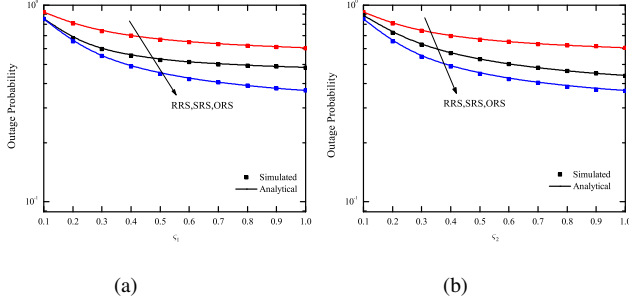 10⁰
Outage Probability
RRS,SRS,ORS
Simulated
Analytical
10⁻¹
0.1 0.2 0.3 0.4 0.5 0.6 0.7 0.8 0.9 1.0
ς₁
(a)
10⁰
Outage Probability
RRS,SRS,ORS
Simulated
Analytical
10⁻¹
0.1 0.2 0.3 0.4 0.5 0.6 0.7 0.8 0.9 1.0
ς₂
(b)